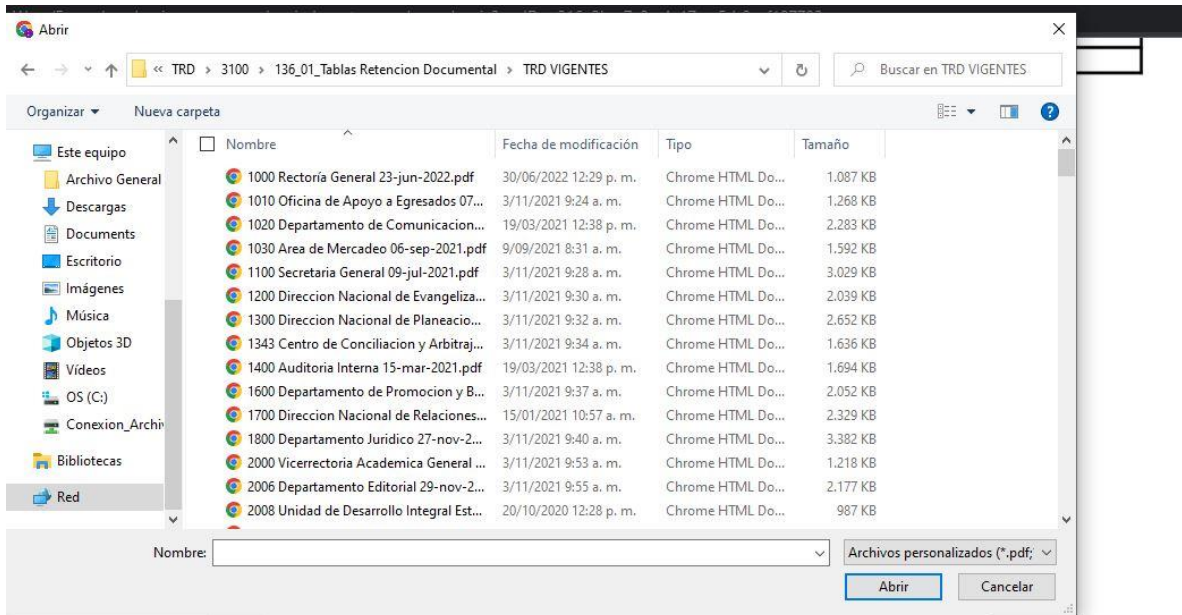 Abrir
« TRD › 3100 › 136_01_Tablas Retencion Documental › TRD VIGENTES
Buscar en TRD VIGENTES
Organizar
Nueva carpeta
Este equipo
Archivo General
Descargas
Documents
Escritorio
Imágenes
Música
Objetos 3D
Vídeos
OS (C:)
Conexion_Archiv
Bibliotecas
Red
Nombre Fecha de modificación Tipo Tamaño
1000 Rectoría General 23-jun-2022.pdf 30/06/2022 12:29 p. m. Chrome HTML Do... 1.087 KB
1010 Oficina de Apoyo a Egresados 07... 3/11/2021 9:24 a. m. Chrome HTML Do... 1.268 KB
1020 Departamento de Comunicacion... 19/03/2021 12:38 p. m. Chrome HTML Do... 2.283 KB
1030 Area de Mercadeo 06-sep-2021.pdf 9/09/2021 8:31 a. m. Chrome HTML Do... 1.592 KB
1100 Secretaria General 09-jul-2021.pdf 3/11/2021 9:28 a. m. Chrome HTML Do... 3.029 KB
1200 Direccion Nacional de Evangeliza... 3/11/2021 9:30 a. m. Chrome HTML Do... 2.039 KB
1300 Direccion Nacional de Planeacio... 3/11/2021 9:32 a. m. Chrome HTML Do... 2.652 KB
1343 Centro de Conciliacion y Arbitraj... 3/11/2021 9:34 a. m. Chrome HTML Do... 1.636 KB
1400 Auditoria Interna 15-mar-2021.pdf 19/03/2021 12:38 p. m. Chrome HTML Do... 1.694 KB
1600 Departamento de Promocion y B... 3/11/2021 9:37 a. m. Chrome HTML Do... 2.052 KB
1700 Direccion Nacional de Relaciones... 15/01/2021 10:57 a. m. Chrome HTML Do... 2.329 KB
1800 Departamento Juridico 27-nov-2... 3/11/2021 9:40 a. m. Chrome HTML Do... 3.382 KB
2000 Vicerrectoria Academica General ... 3/11/2021 9:53 a. m. Chrome HTML Do... 1.218 KB
2006 Departamento Editorial 29-nov-2... 3/11/2021 9:55 a. m. Chrome HTML Do... 2.177 KB
2008 Unidad de Desarrollo Integral Est... 20/10/2020 12:28 p. m. Chrome HTML Do... 987 KB
Nombre:
Archivos personalizados (*.pdf;
Abrir
Cancelar